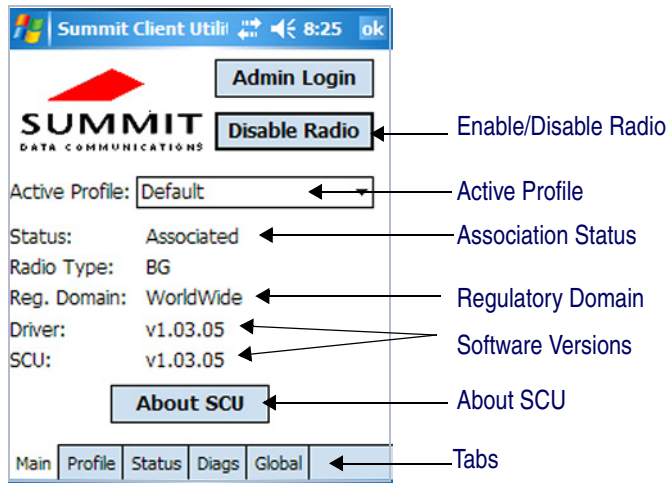 Summit Client Utilit 8:25 ok
Admin Login
SUMMIT
DATA COMMUNICATIONS
Disable Radio
Enable/Disable Radio
Active Profile: Default
Active Profile
Status: Associated
Association Status
Radio Type: BG
Reg. Domain: WorldWide
Regulatory Domain
Driver: v1.03.05
SCU: v1.03.05
Software Versions
About SCU
About SCU
Main Profile Status Diags Global
Tabs